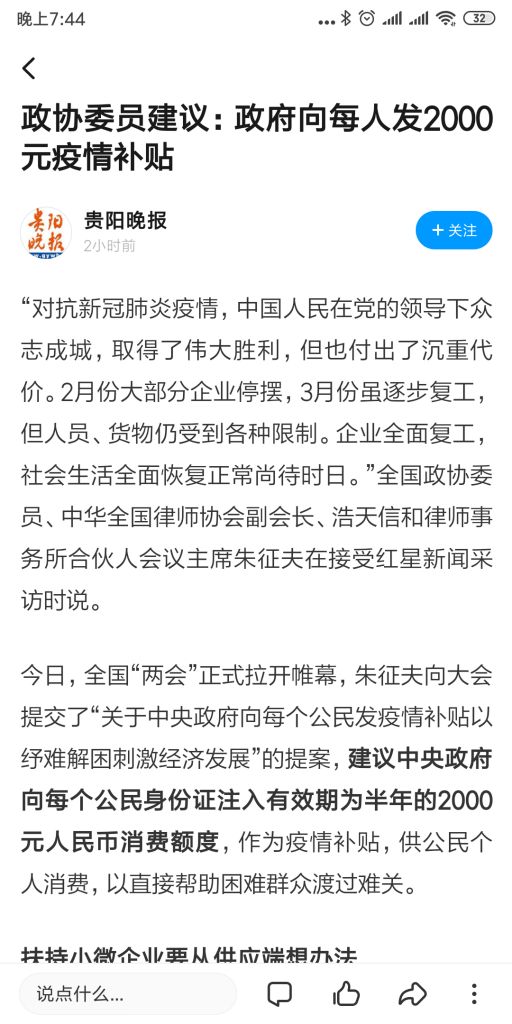 晚上7:44
32
政协委员建议：政府向每人发2000
元疫情补贴
贵阳晚报
贵阳晚报
2小时前
+ 关注
“对抗新冠肺炎疫情，中国人民在党的领导下众
志成城，取得了伟大胜利，但也付出了沉重代
价。2月份大部分企业停摆，3月份虽逐步复工，
但人员、货物仍受到各种限制。企业全面复工，
社会生活全面恢复正常尚待时日。”全国政协委
员、中华全国律师协会副会长、浩天信和律师事
务所合伙人会议主席朱征夫在接受红星新闻采
访时说。
今日，全国“两会”正式拉开帷幕，朱征夫向大会
提交了“关于中央政府向每个公民发疫情补贴以
纾难解困刺激经济发展”的提案，建议中央政府
向每个公民身份证注入有效期为半年的2000
元人民币消费额度，作为疫情补贴，供公民个
人消费，以直接帮助困难群众渡过难关。
扶持小微企业要从供应端想办法
说点什么...